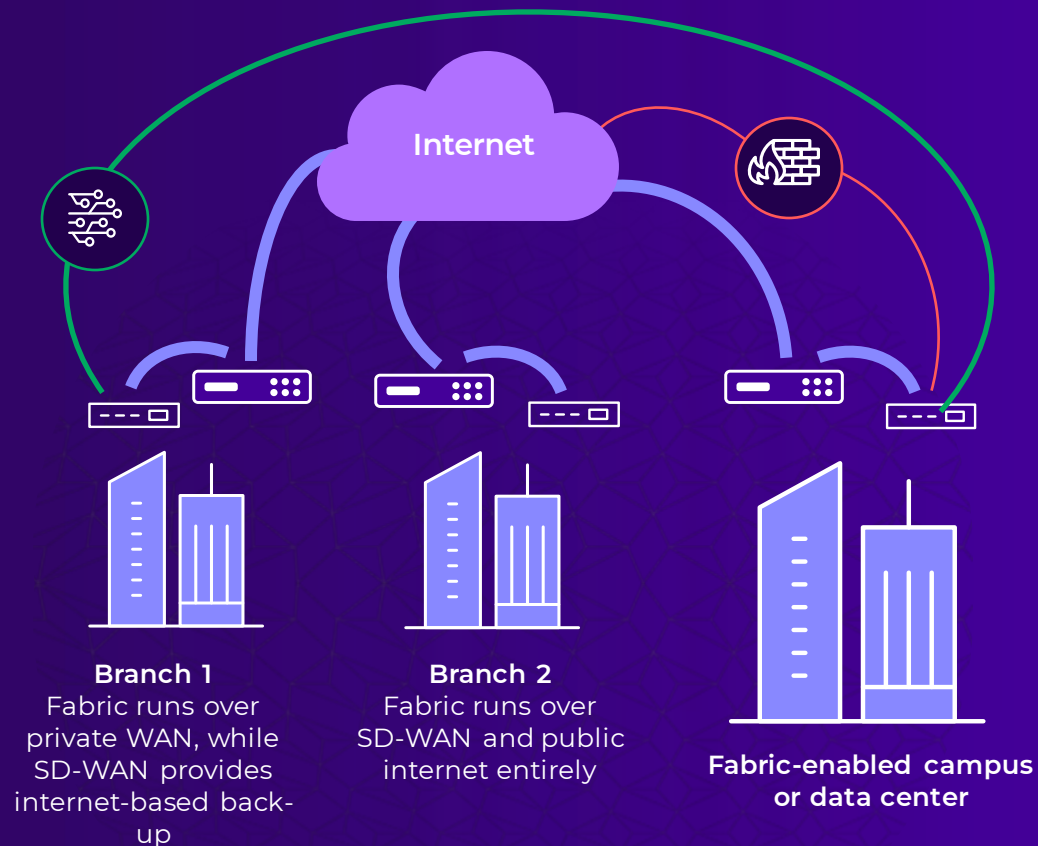 Internet
Branch 1
Fabric runs over
private WAN, while
SD-WAN provides
internet-based back-
up
Branch 2
Fabric runs over
SD-WAN and public
internet entirely
Fabric-enabled campus
or data center